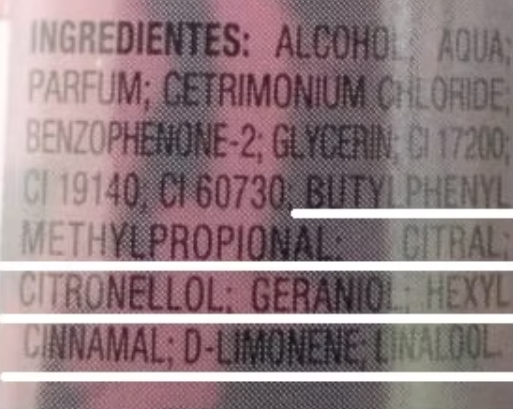 INGREDIENTES: ALCOHOL, AQUA;
PARFUM; CETRIMONIUM CHLORIDE;
BENZOPHENONE-2; GLYCERIN; CI 17200;
CI 19140, CI 60730, BUTYLPHENYL
METHYLPROPIONAL; CITRAL;
CITRONELLOL; GERANIOL; HEXYL
CINNAMAL; D-LIMONENE; LINALOOL.